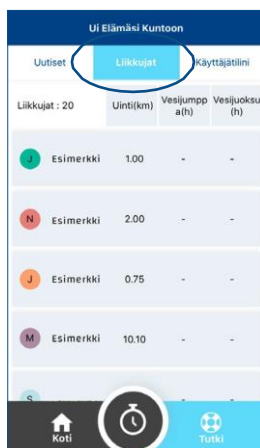 Ui Elämäsi Kuntoon
Uutiset Liikkujat Käyttäjätilini
Liikkujat : 20 Uinti(km) Vesijumpp Vesijuoksu
a(h) (h)
J Esimerkki 1.00 - -
N Esimerkki 2.00 - -
J Esimerkki 0.75 - -
M Esimerkki 10.10 - -
S
Koti Tutki